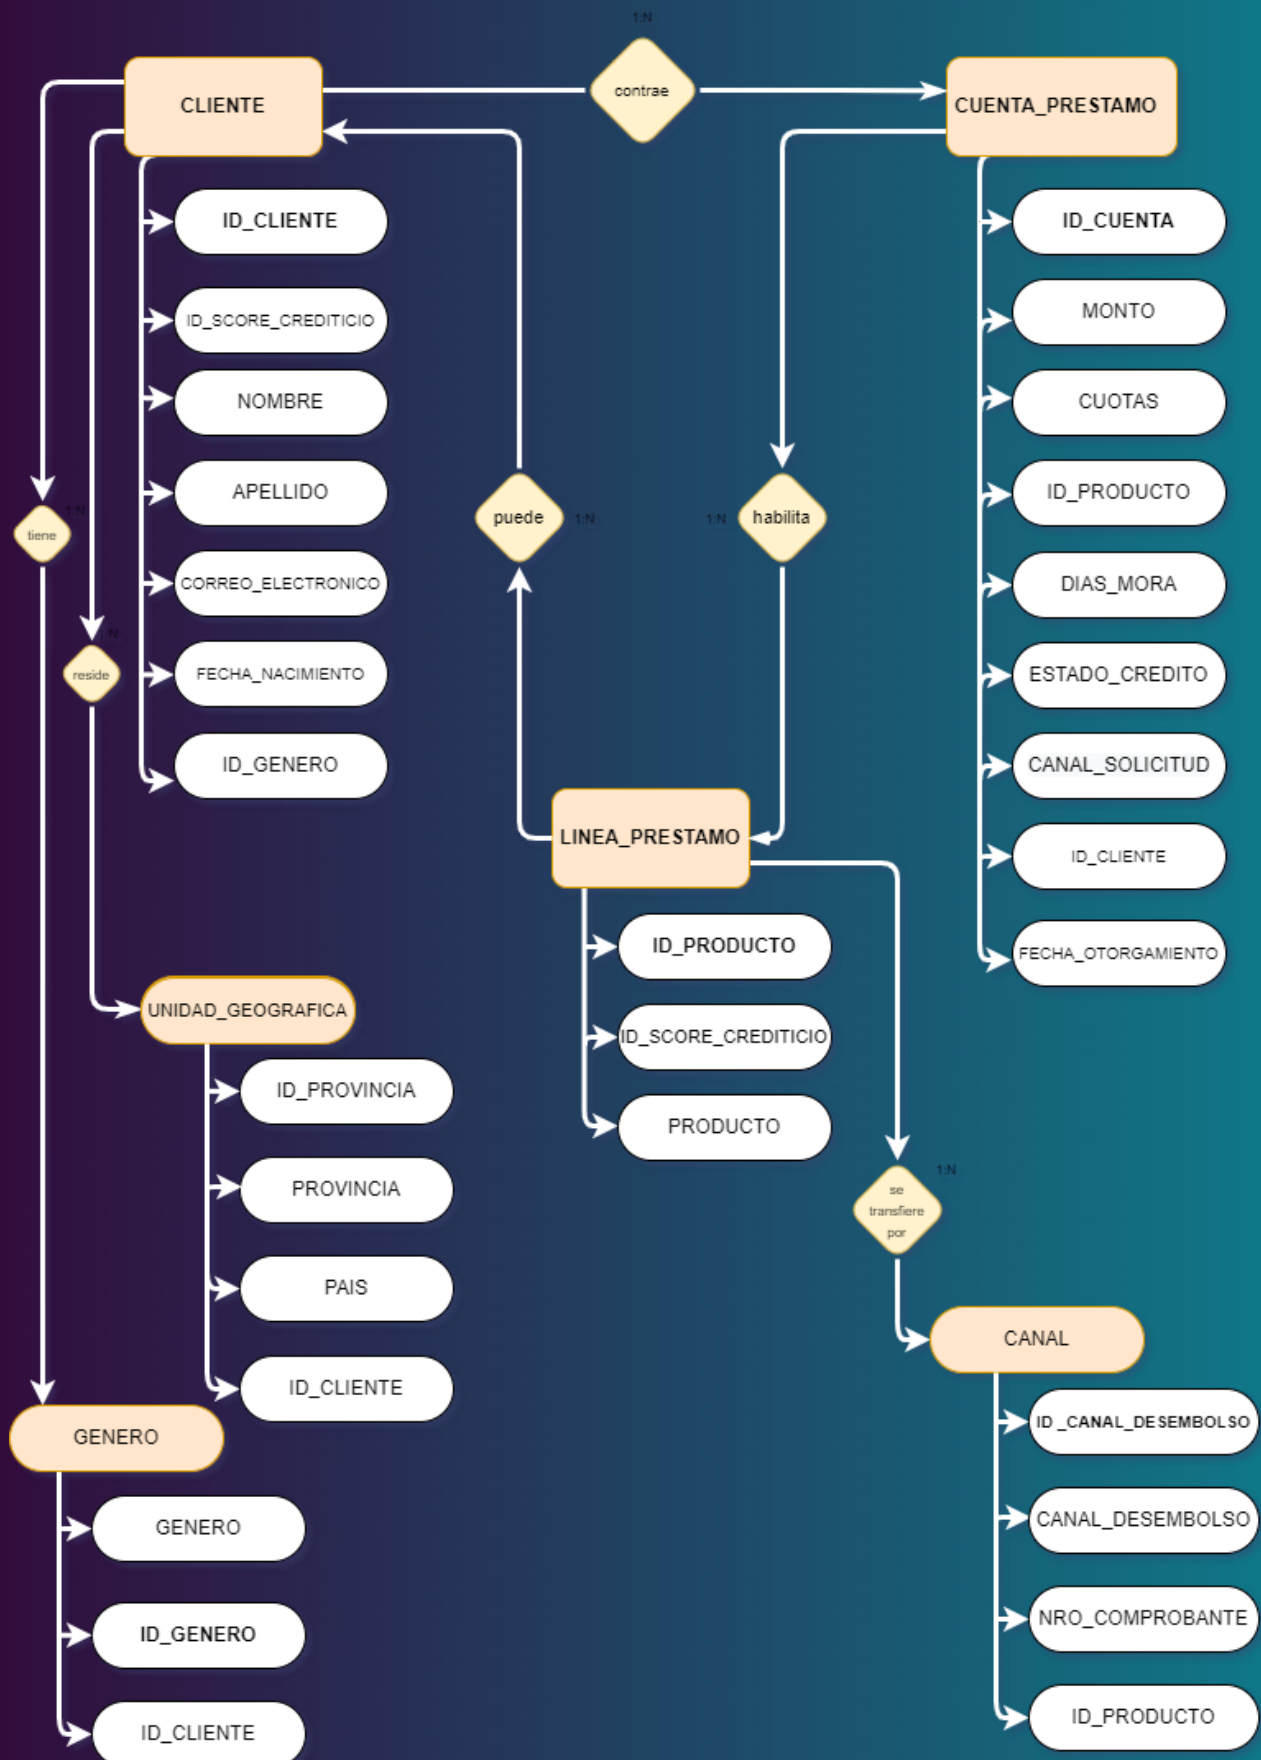 1:N
contrae
CLIENTE
CUENTA_PRESTAMO
ID_CLIENTE
ID_SCORE_CREDITICIO
NOMBRE
APELLIDO
CORREO_ELECTRONICO
FECHA_NACIMIENTO
ID_GENERO
ID_CUENTA
MONTO
CUOTAS
ID_PRODUCTO
DIAS_MORA
ESTADO_CREDITO
CANAL_SOLICITUD
ID_CLIENTE
FECHA_OTORGAMIENTO
1:N
tiene
1:N
reside
puede
1:N
1:N
habilita
LINEA_PRESTAMO
ID_PRODUCTO
ID_SCORE_CREDITICIO
PRODUCTO
UNIDAD_GEOGRAFICA
ID_PROVINCIA
PROVINCIA
PAIS
ID_CLIENTE
1:N
se
transfiere
por
CANAL
ID _CANAL_DESEMBOLSO
CANAL_DESEMBOLSO
NRO_COMPROBANTE
ID_PRODUCTO
GENERO
GENERO
ID_GENERO
ID_CLIENTE